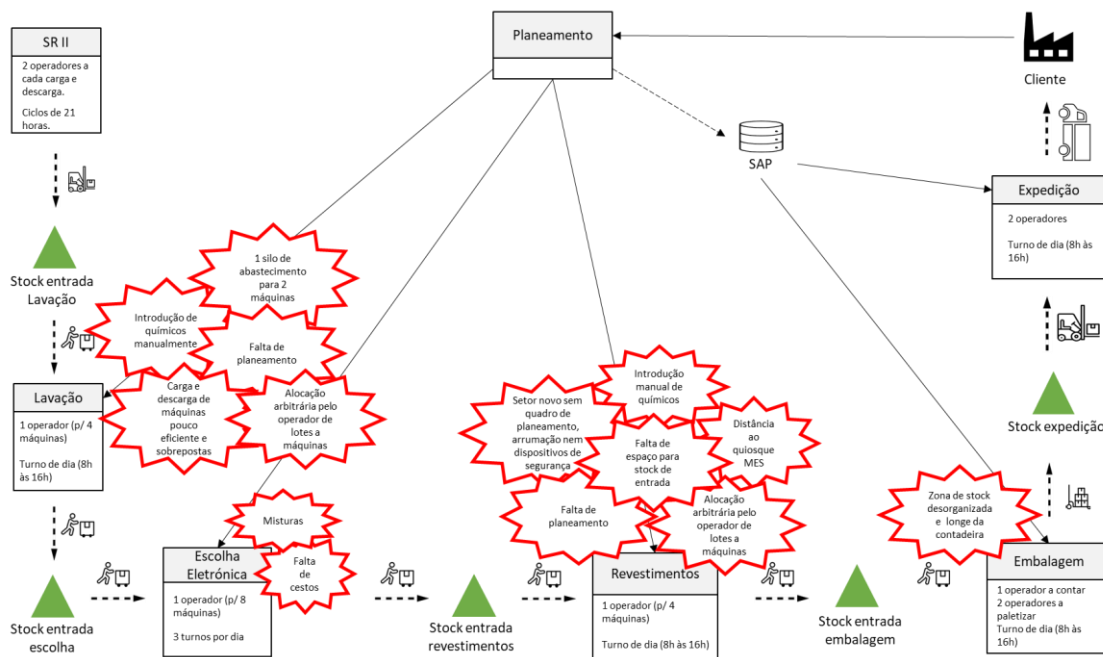 SR II
2 operadores a
cada carga e
descarga.
Ciclos de 21
horas.
Planeamento
Cliente
SAP
Expedição
2 operadores
Turno de dia (8h às
16h)
Stock entrada
Lavação
1 silo de
abastecimento
para 2
máquinas
Introdução de
químicos
manualmente
Falta de
planeamento
Carga e
descarga de
máquinas
pouco
eficiente e
sobrepostas
Alocação
arbitrária pelo
operador de
lotes a
máquinas
Lavação
1 operador (p/ 4
máquinas)
Turno de dia (8h
às 16h)
Introdução
manual de
químicos
Setor novo sem
quadro de
planeamento,
arrumação nem
dispositivos de
segurança
Falta de
espaço para
stock de
entrada
Distância
ao
quiosque
MES
Falta de
planeamento
Alocação
arbitrária pelo
operador de
lotes a
máquinas
Stock expedição
Zona de stock
desorganizada
e longe da
contadeira
Misturas
Falta
de
cestos
Stock entrada
escolha
Escolha
Eletrónica
1 operador (p/ 8
máquinas)
3 turnos por dia
Stock entrada
revestimentos
Revestimentos
1 operador (p/ 4
máquinas)
Turno de dia (8h às 16h)
Stock entrada
embalagem
Embalagem
1 operador a contar
2 operadores a
paletizar
Turno de dia (8h às
16h)